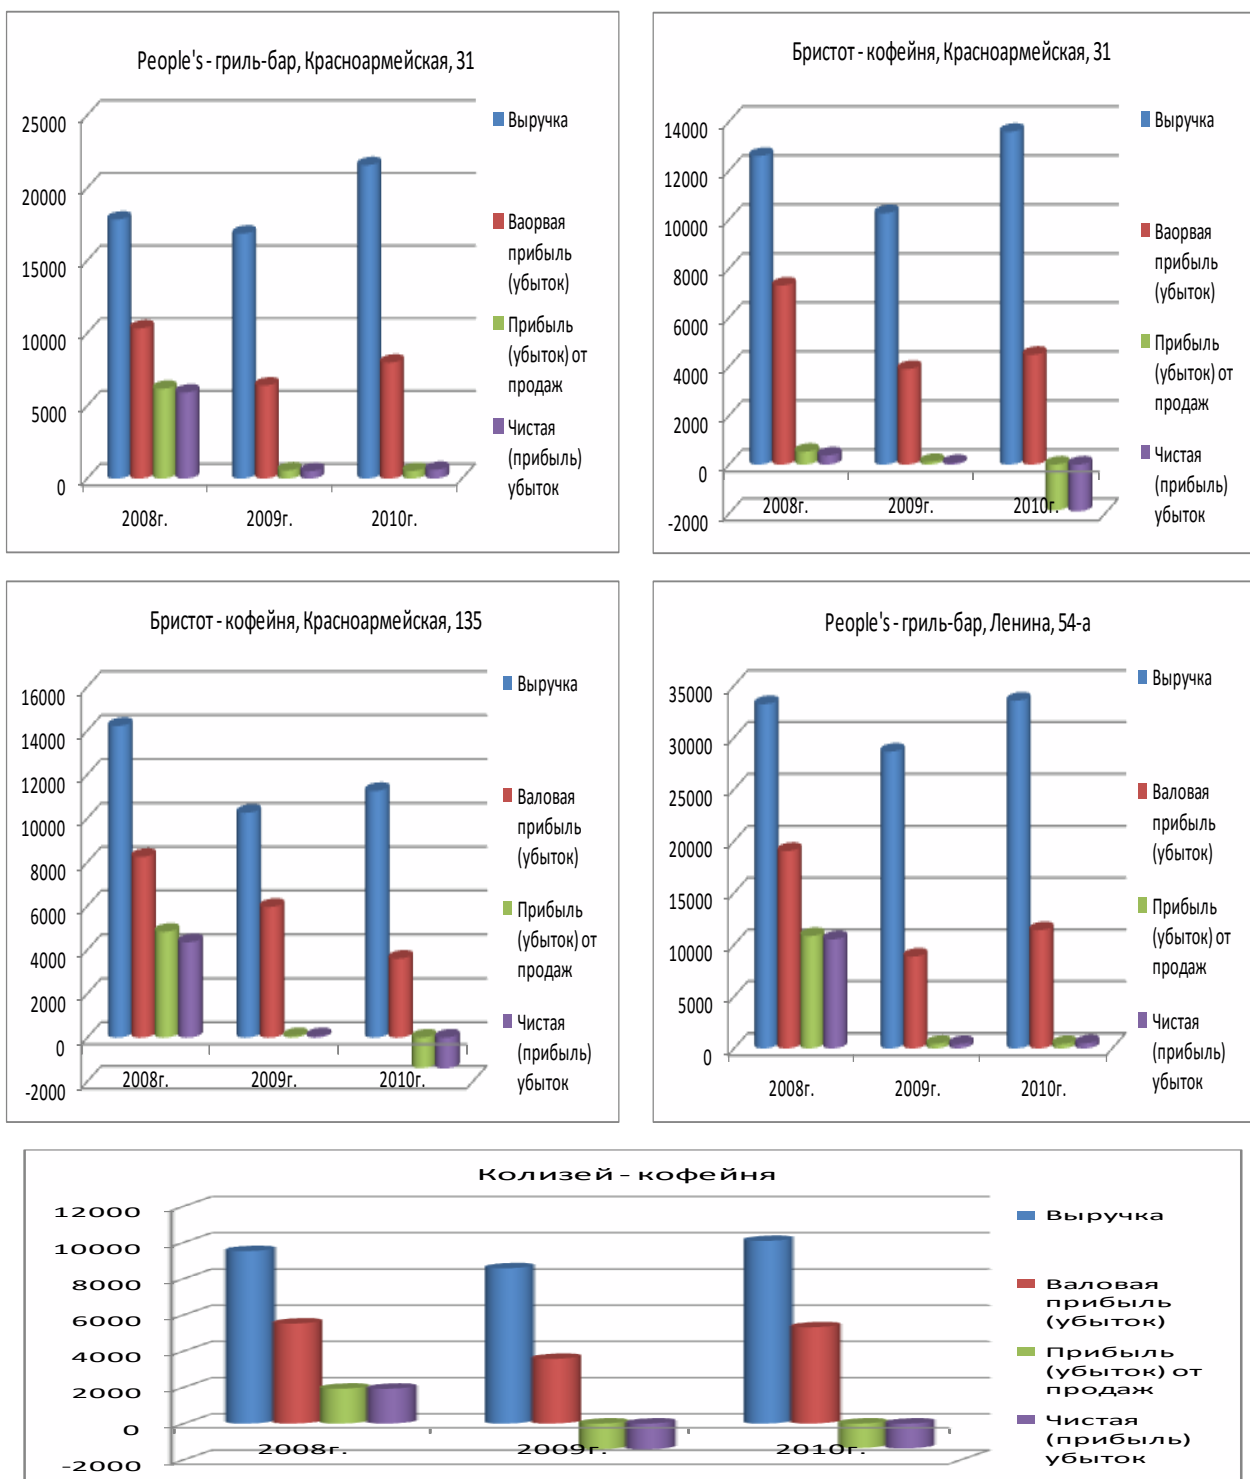 People's - гриль-бар, Красноармейская, 31
25000
20000
15000
10000
5000
0
2008г.
2009г.
2010г.
Выручка
Ваорвая
прибыль
(убыток)
Прибыль
(убыток) от
продаж
Чистая
(прибыль)
убыток
Бристот - кофейня, Красноармейская, 31
14000
12000
10000
8000
6000
4000
2000
0
-2000
2008г.
2009г.
2010г.
Выручка
Ваорвая
прибыль
(убыток)
Прибыль
(убыток) от
продаж
Чистая
(прибыль)
убыток
Бристот - кофейня, Красноармейская, 135
16000
14000
12000
10000
8000
6000
4000
2000
0
-2000
2008г.
2009г.
2010г.
Выручка
Валовая
прибыль
(убыток)
Прибыль
(убыток) от
продаж
Чистая
(прибыль)
убыток
People's - гриль-бар, Ленина, 54-а
35000
30000
25000
20000
15000
10000
5000
0
2008г.
2009г.
2010г.
Выручка
Валовая
прибыль
(убыток)
Прибыль
(убыток) от
продаж
Чистая
(прибыль)
убыток
Колизей - кофейня
12000
10000
8000
6000
4000
2000
0
-2000
2008г.
2009г.
2010г.
Выручка
Валовая
прибыль
(убыток)
Прибыль
(убыток) от
продаж
Чистая
(прибыль)
убыток